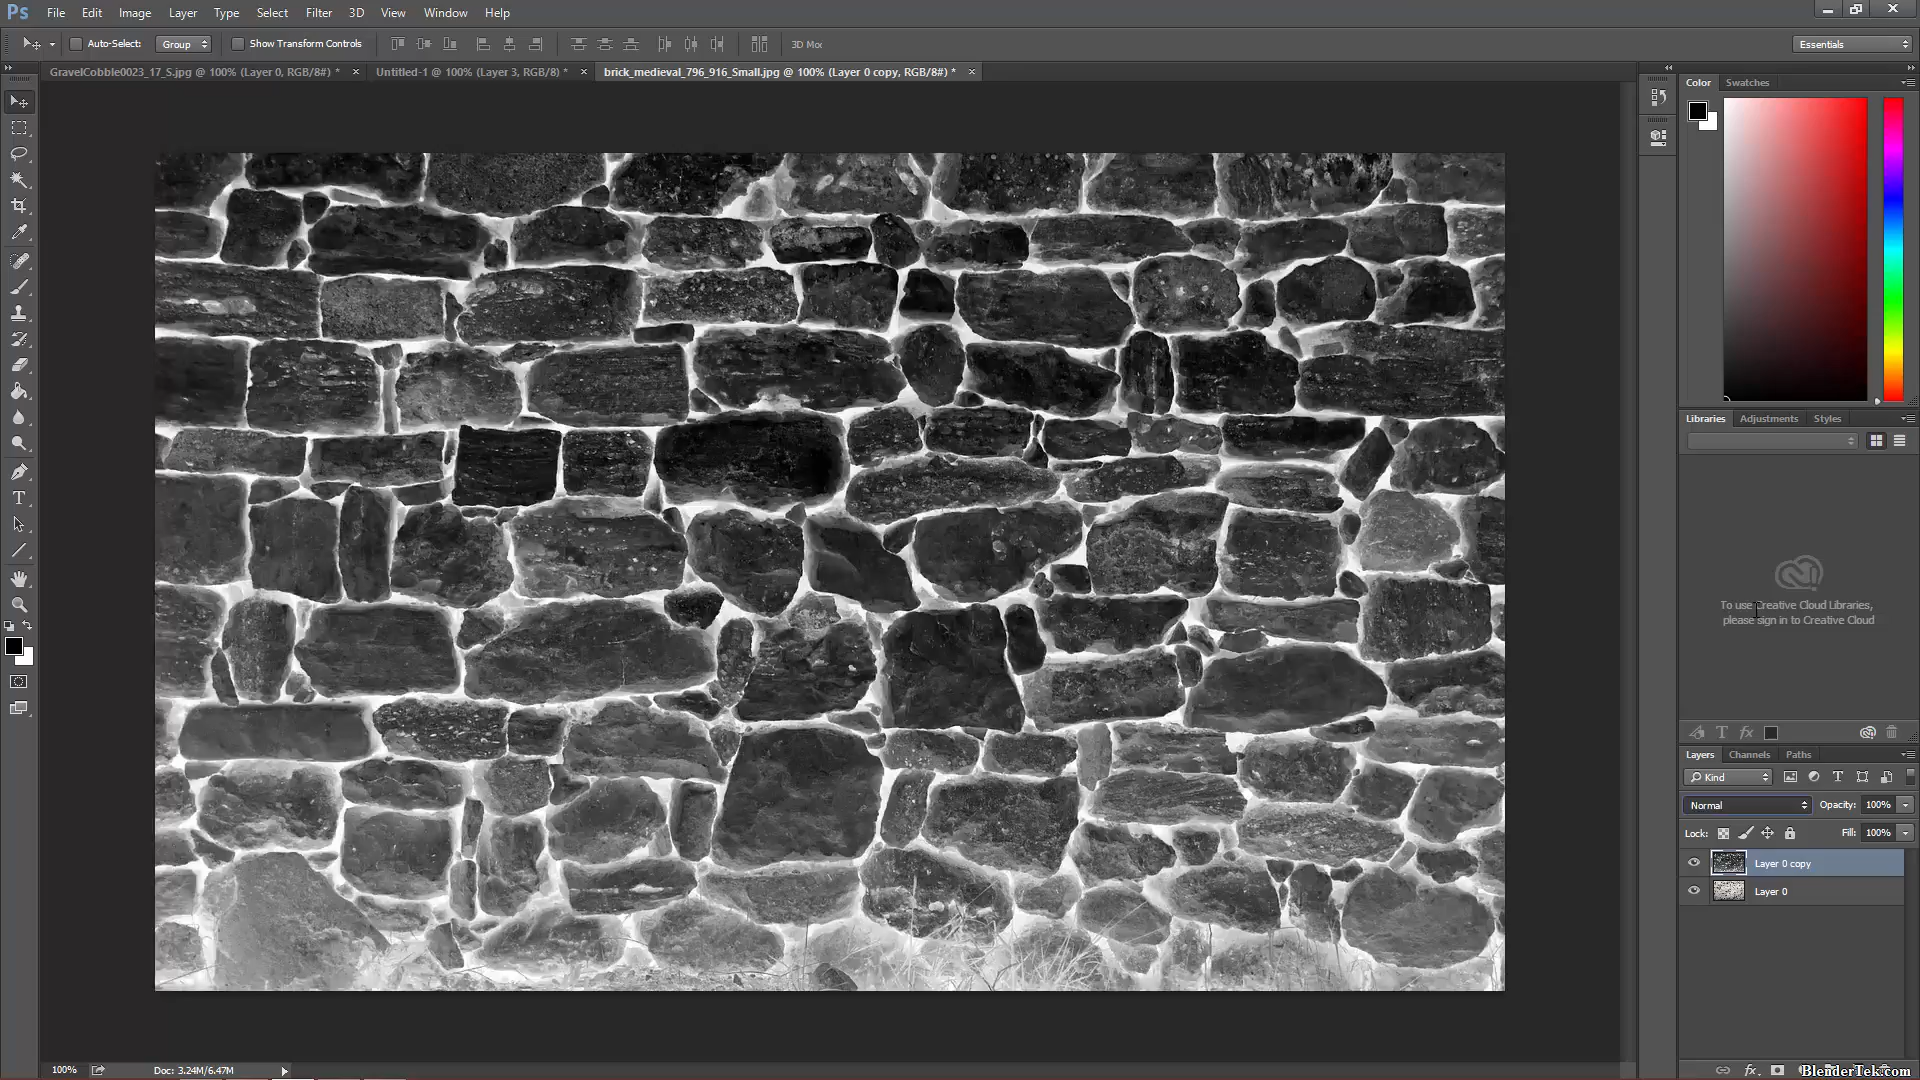 Ps File Edit Image Layer Type Select Filter 3D View Window Help
Auto-Select: Group Show Transform Controls 3D Mo Essentials
GravelCobble0023_17_S.jpg @ 100% (Layer 0, RGB/8#) * × Untitled-1 @ 100% (Layer 3, RGB/8) * × brick_medieval_796_916_Small.jpg @ 100% (Layer 0 copy, RGB/8#) * ×
Color Swatches
Libraries Adjustments Styles
To use Creative Cloud Libraries,
please sign in to Creative Cloud
Layers Channels Paths
Kind
Normal Opacity: 100%
Lock: Fill: 100%
Layer 0 copy
Layer 0
100% Doc: 3.24M/6.47M
BlenderTek.com